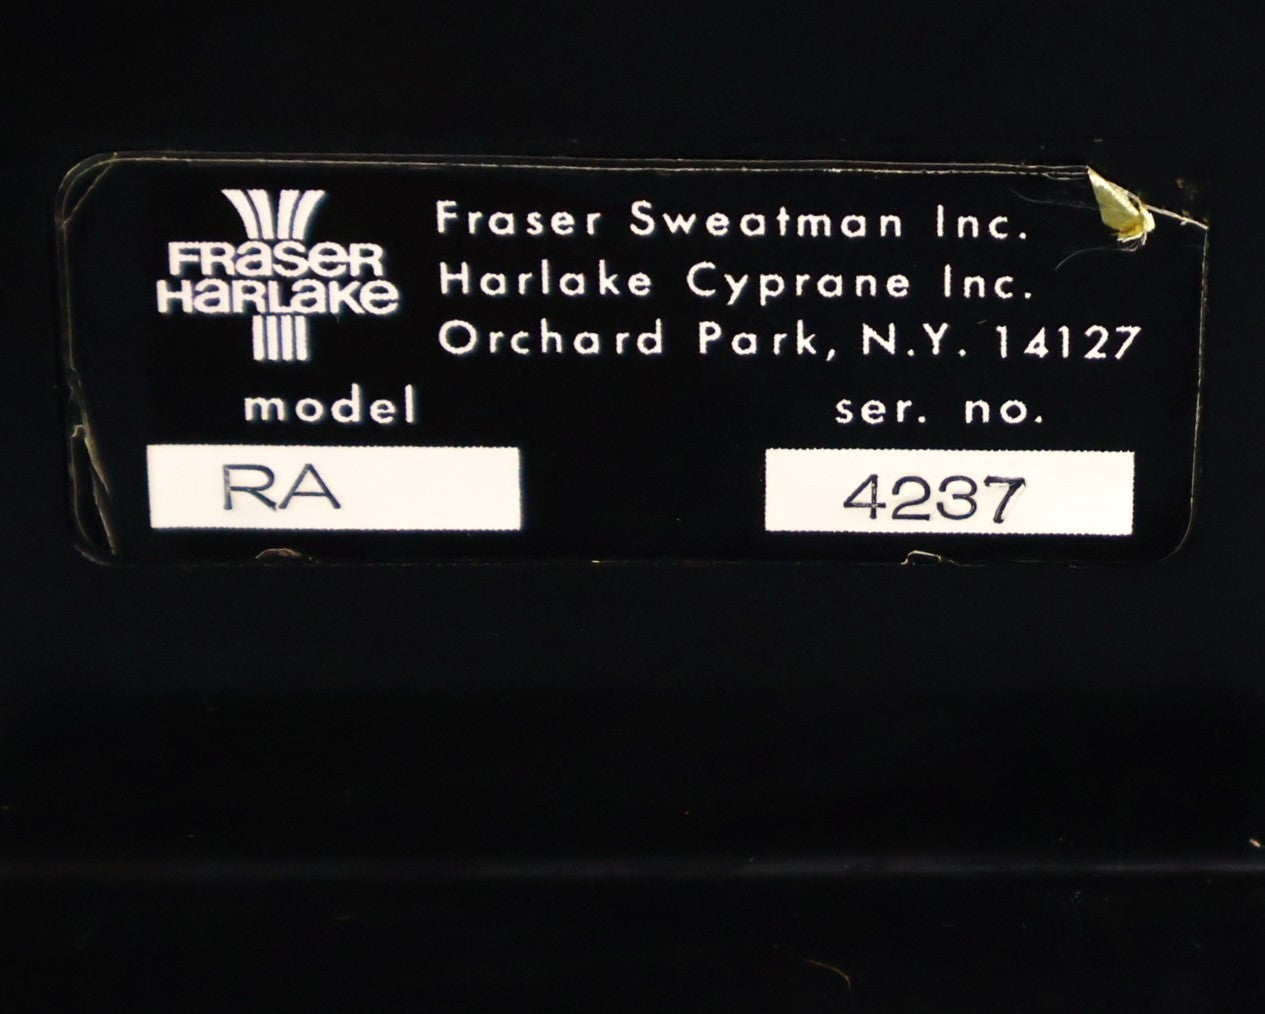 FRaSeR
HaRLaKe
Fraser Sweatman Inc.
Harlake Cyprane Inc.
Orchard Park, N.Y. 14127
model
ser. no.
RA
4237